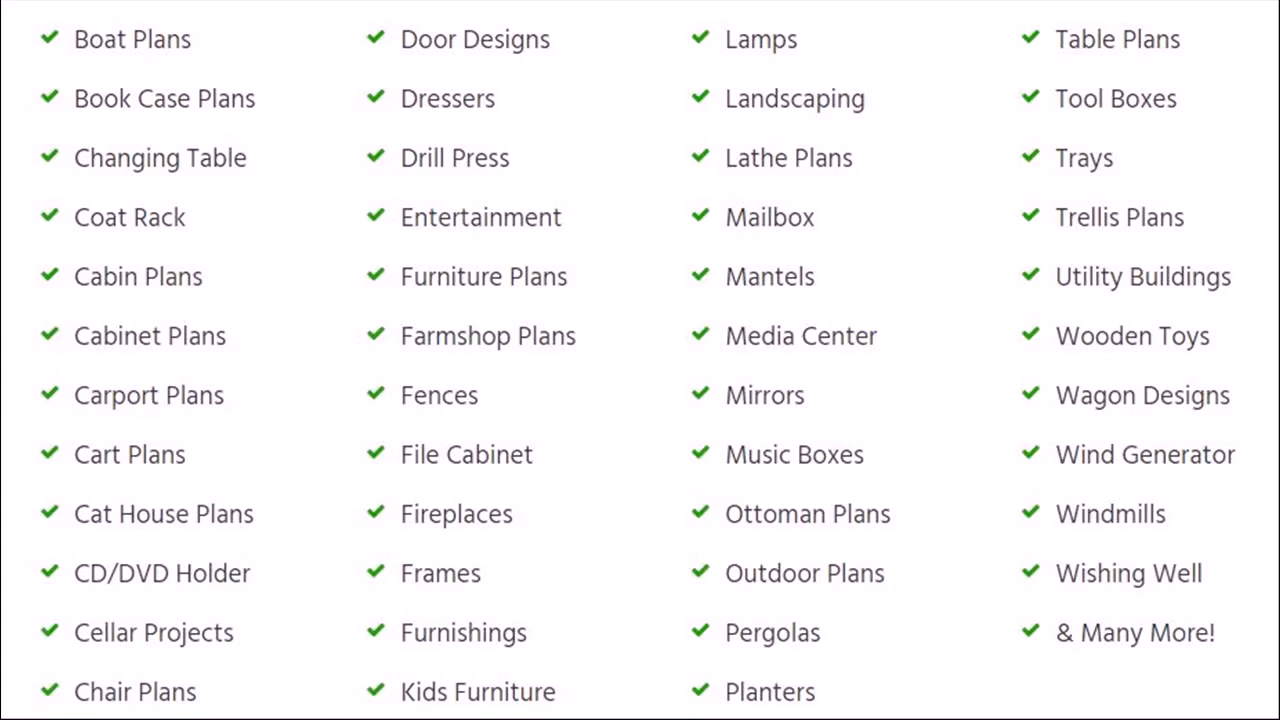 Boat Plans
Book Case Plans
Changing Table
Coat Rack
Cabin Plans
Cabinet Plans
Carport Plans
Cart Plans
Cat House Plans
CD/DVD Holder
Cellar Projects
Chair Plans
Door Designs
Dressers
Drill Press
Entertainment
Furniture Plans
Farmshop Plans
Fences
File Cabinet
Fireplaces
Frames
Furnishings
Kids Furniture
Lamps
Landscaping
Lathe Plans
Mailbox
Mantels
Media Center
Mirrors
Music Boxes
Ottoman Plans
Outdoor Plans
Pergolas
Planters
Table Plans
Tool Boxes
Trays
Trellis Plans
Utility Buildings
Wooden Toys
Wagon Designs
Wind Generator
Windmills
Wishing Well
& Many More!